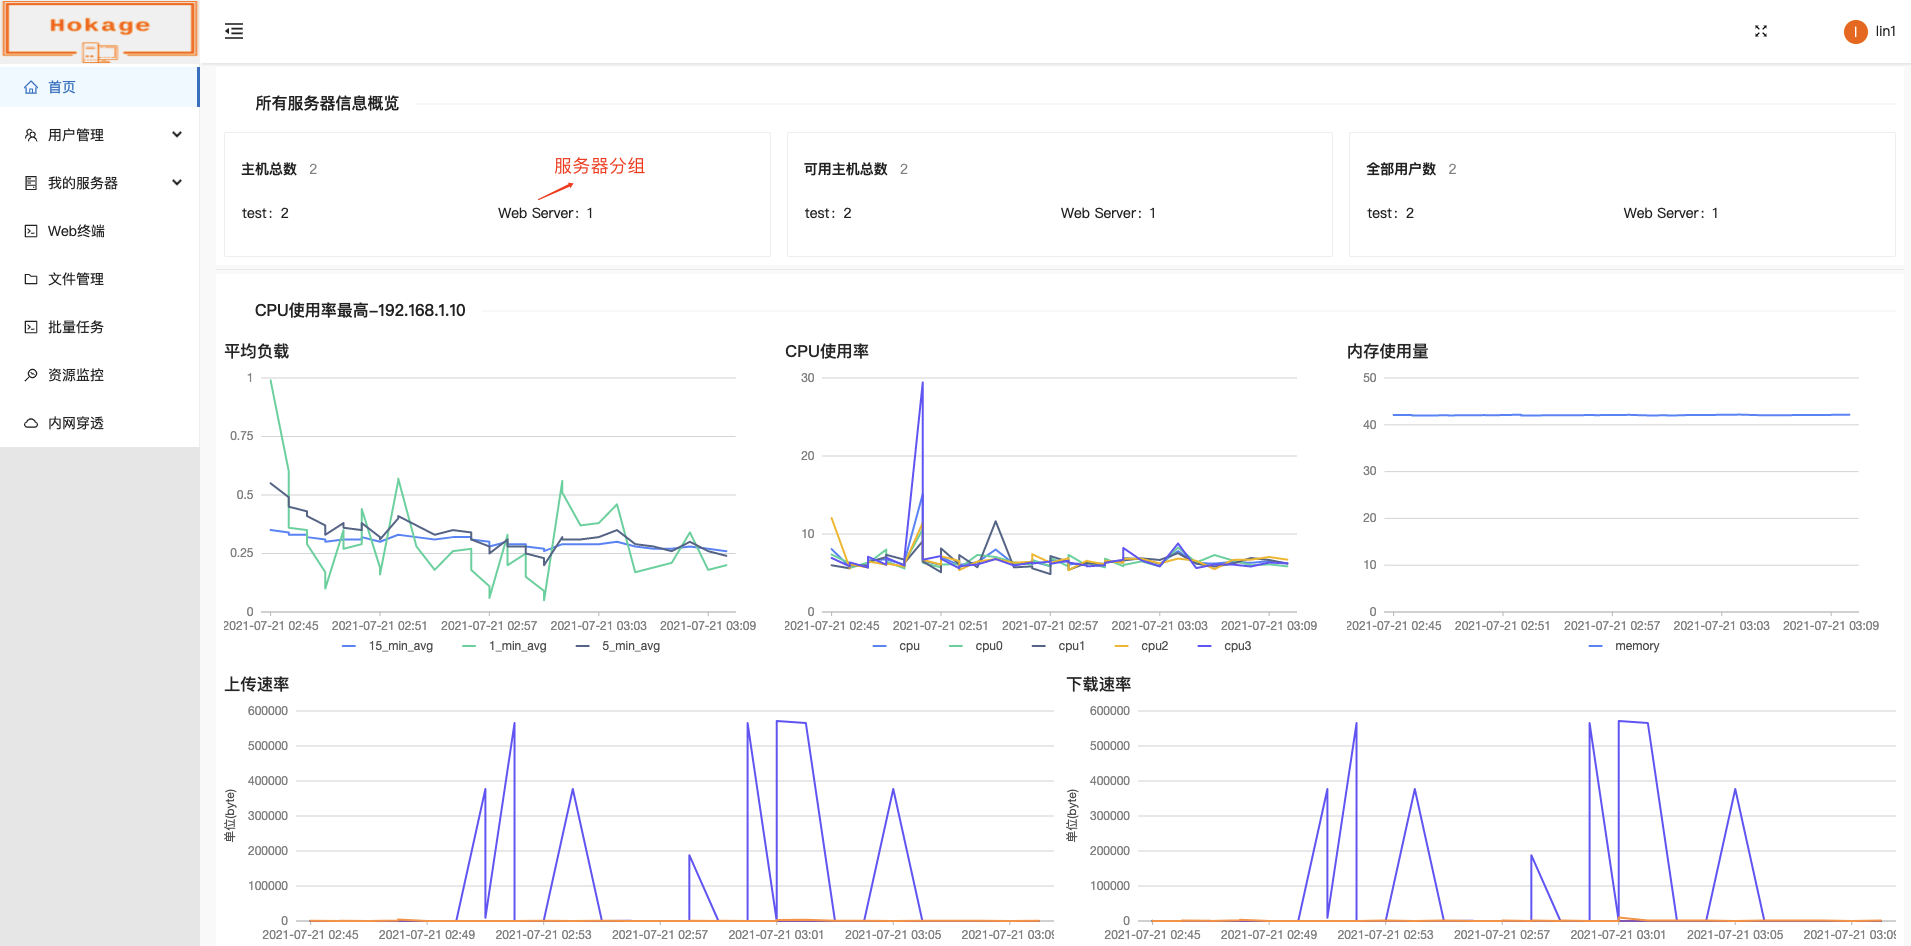 Hokage
lin1
首页
用户管理
我的服务器
Web终端
文件管理
批量任务
资源监控
内网穿透
所有服务器信息概览
主机总数 2
服务器分组
test：2 Web Server：1
可用主机总数 2
test：2 Web Server：1
全部用户数 2
test：2 Web Server：1
CPU使用率最高-192.168.1.10
平均负载
1
0.75
0.5
0.25
0
2021-07-21 02:45 2021-07-21 02:51 2021-07-21 02:57 2021-07-21 03:03 2021-07-21 03:09
15_min_avg 1_min_avg 5_min_avg
CPU使用率
30
20
10
0
2021-07-21 02:45 2021-07-21 02:51 2021-07-21 02:57 2021-07-21 03:03 2021-07-21 03:09
cpu cpu0 cpu1 cpu2 cpu3
内存使用量
50
40
30
20
10
0
2021-07-21 02:45 2021-07-21 02:51 2021-07-21 02:57 2021-07-21 03:03 2021-07-21 03:09
memory
上传速率
单位(byte)
600000
500000
400000
300000
200000
100000
0
2021-07-21 02:45 2021-07-21 02:49 2021-07-21 02:53 2021-07-21 02:57 2021-07-21 03:01 2021-07-21 03:05 2021-07-21 03:09
下载速率
单位(byte)
600000
500000
400000
300000
200000
100000
0
2021-07-21 02:45 2021-07-21 02:49 2021-07-21 02:53 2021-07-21 02:57 2021-07-21 03:01 2021-07-21 03:05 2021-07-21 03:09